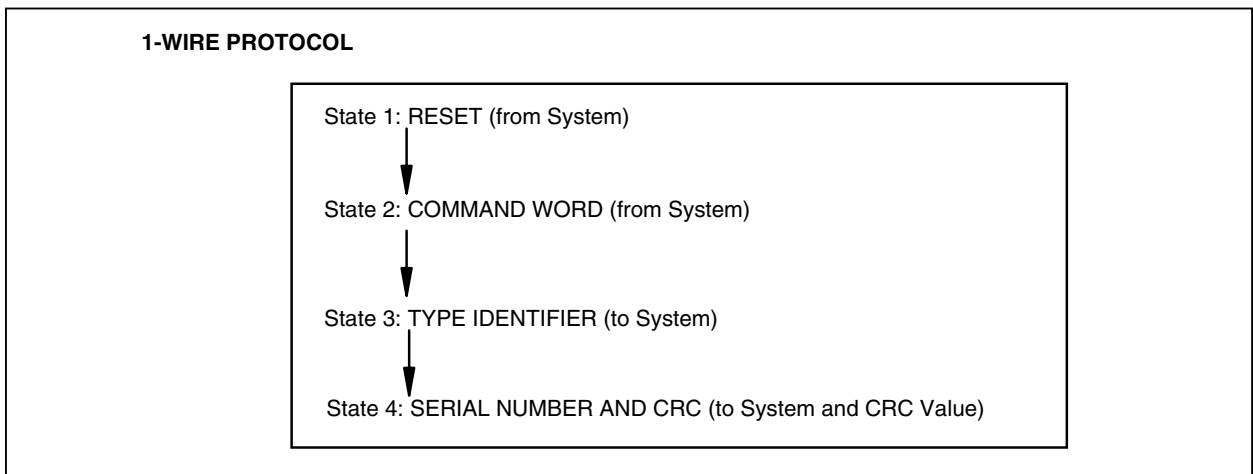 1-WIRE PROTOCOL
State 1: RESET (from System)
State 2: COMMAND WORD (from System)
State 3: TYPE IDENTIFIER (to System)
State 4: SERIAL NUMBER AND CRC (to System and CRC Value)